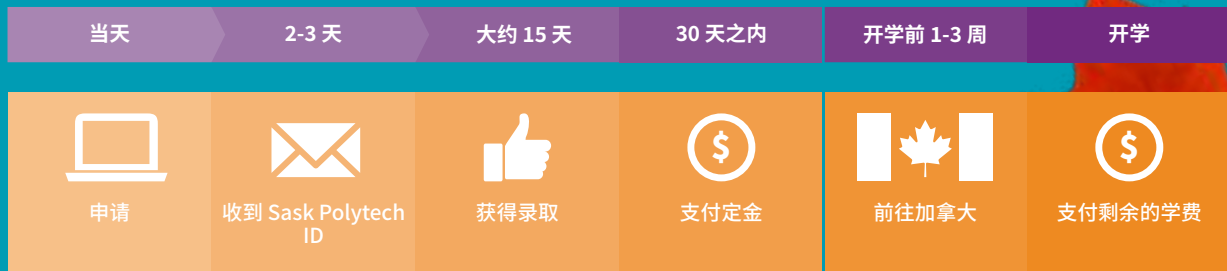 当天
2-3 天
大约 15 天
30 天之内
开学前 1-3 周
开学
$
$
申请
收到 Sask Polytech
ID
获得录取
支付定金
前往加拿大
支付剩余的学费